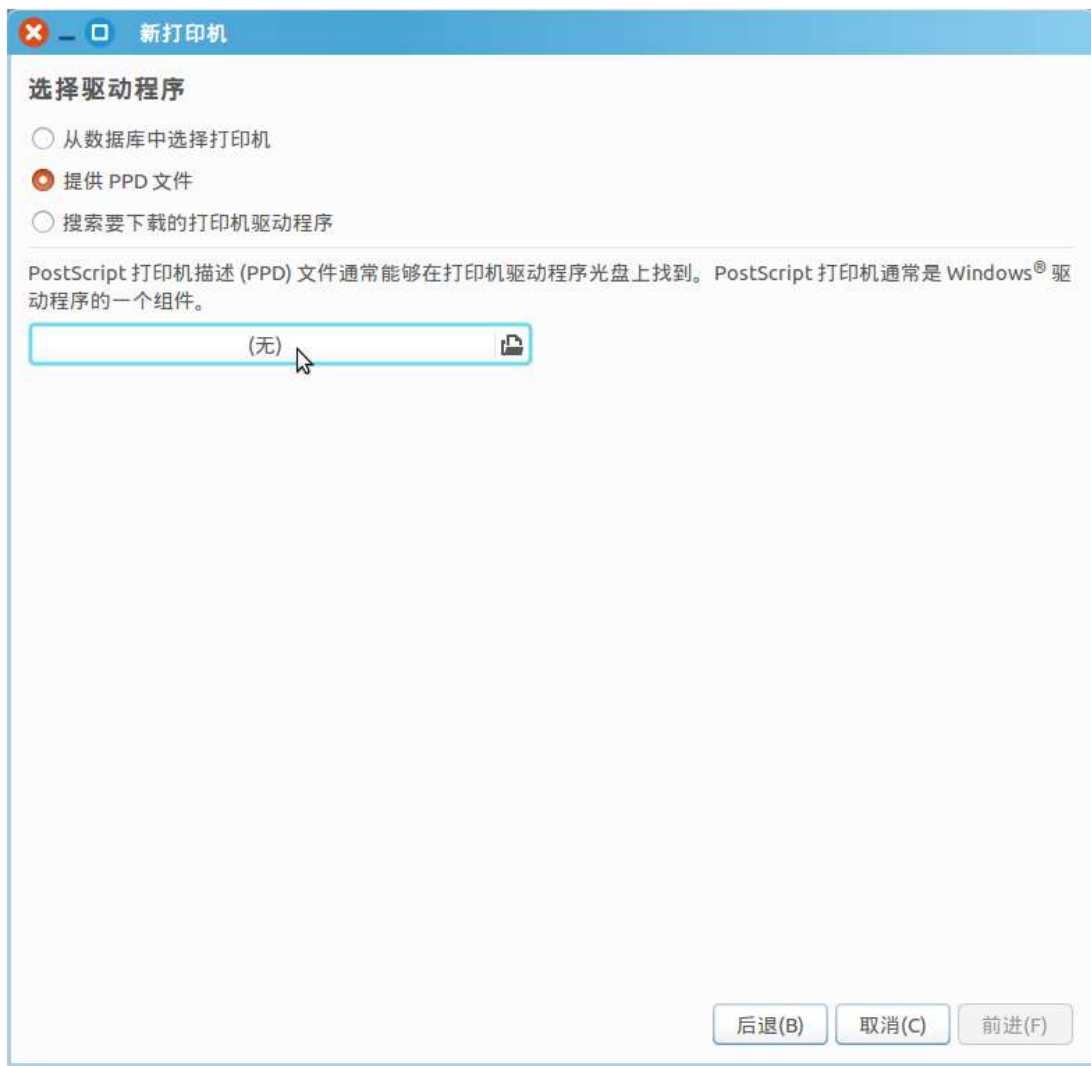 新打印机
选择驱动程序
从数据库中选择打印机
提供 PPD 文件
搜索要下载的打印机驱动程序
PostScript 打印机描述 (PPD) 文件通常能够在打印机驱动程序光盘上找到。PostScript 打印机通常是 Windows® 驱
动程序的一个组件。
(无)
后退(B) 取消(C) 前进(F)